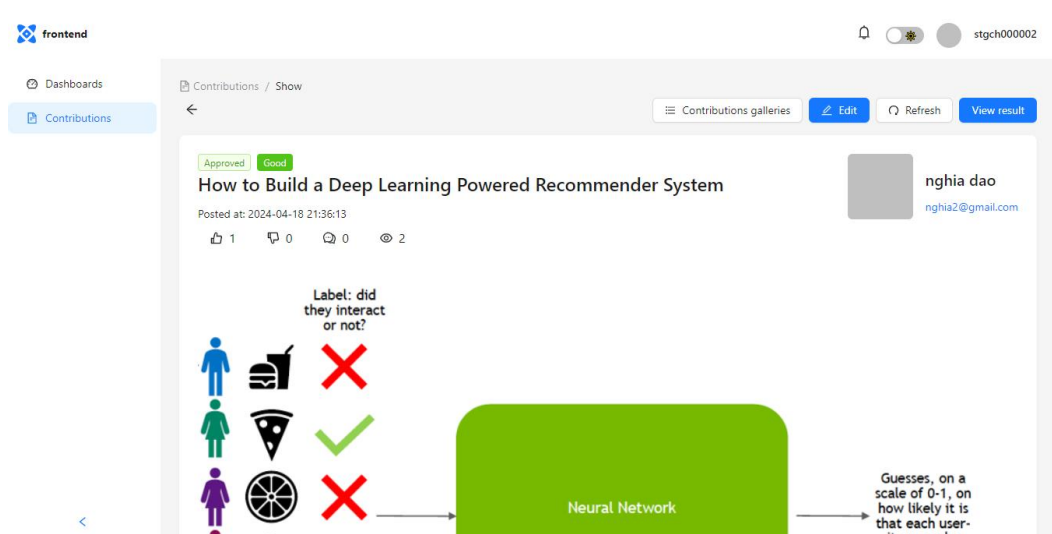 frontend
stgch000002
Dashboards
Contributions
Contributions / Show
Contributions galleries
Edit
Refresh
View result
Approved
Good
How to Build a Deep Learning Powered Recommender System
Posted at: 2024-04-18 21:36:13
1
0
0
2
nghia dao
nghia2@gmail.com
Label: did
they interact
or not?
Neural Network
Guesses, on a
scale of 0-1, on
how likely it is
that each user-